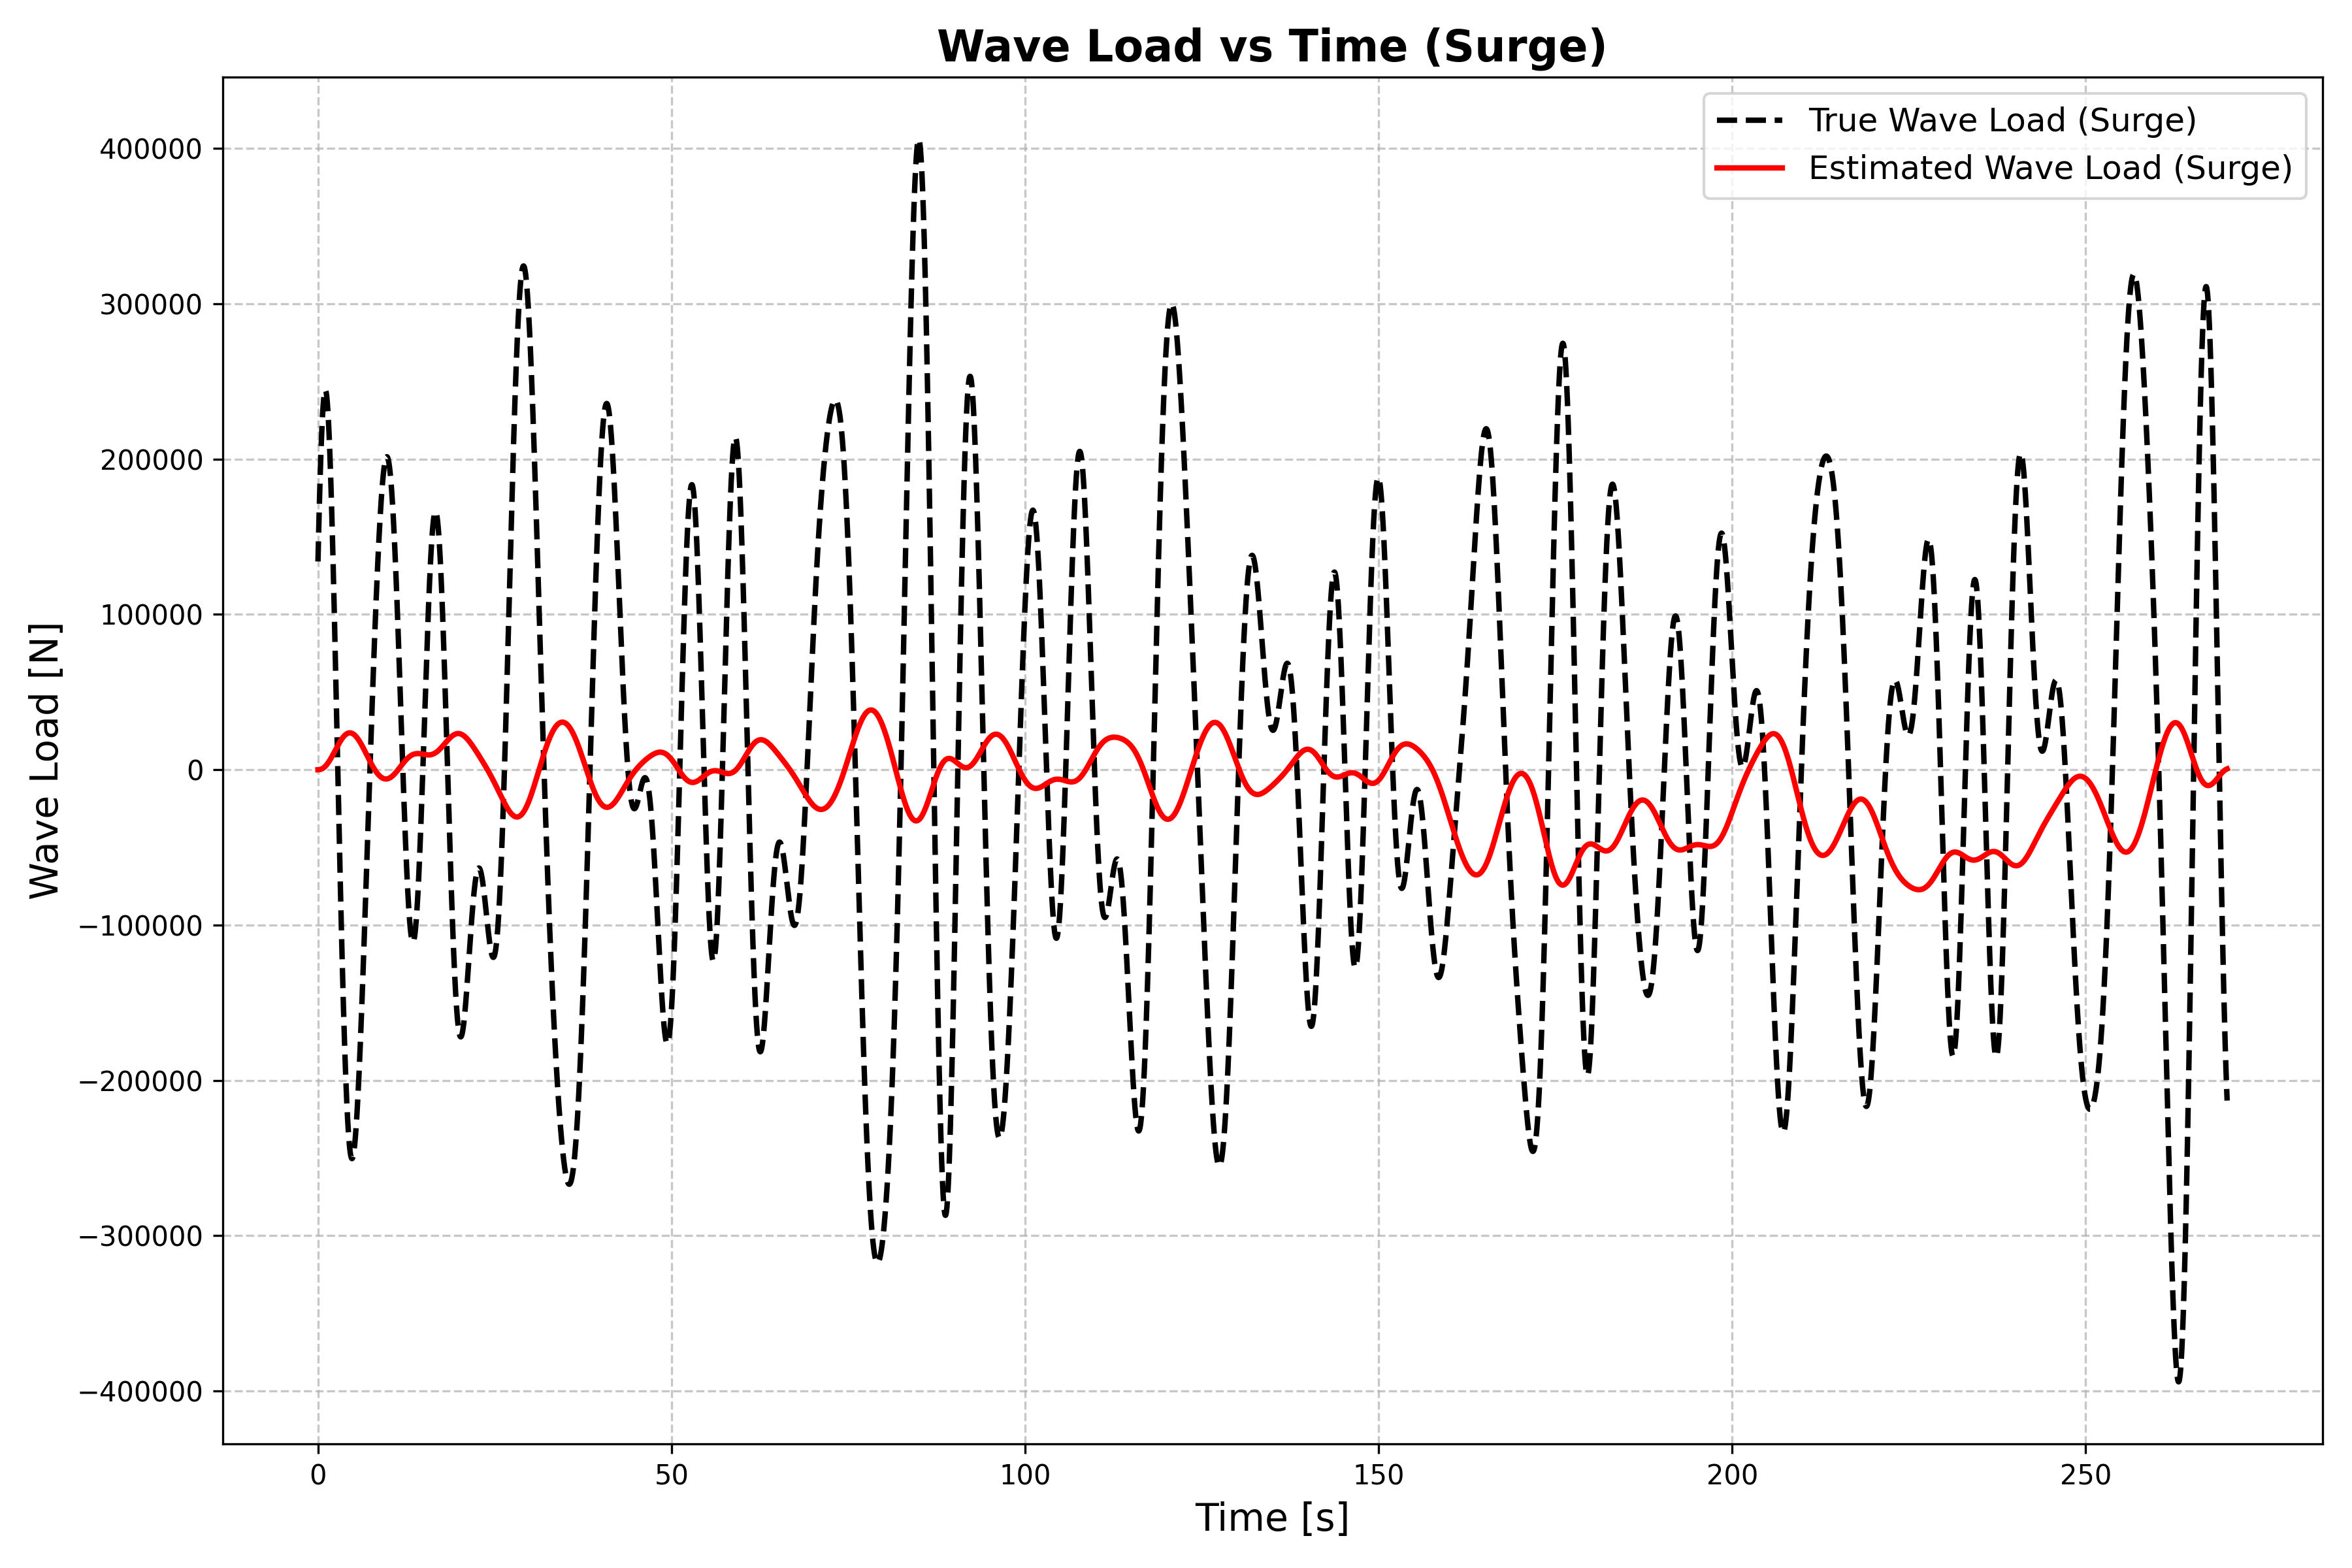 Wave Load vs Time (Surge)
True Wave Load (Surge)
Estimated Wave Load (Surge)
Wave Load [N]
400000
300000
200000
100000
0
−100000
−200000
−300000
−400000
0 50 100 150 200 250
Time [s]